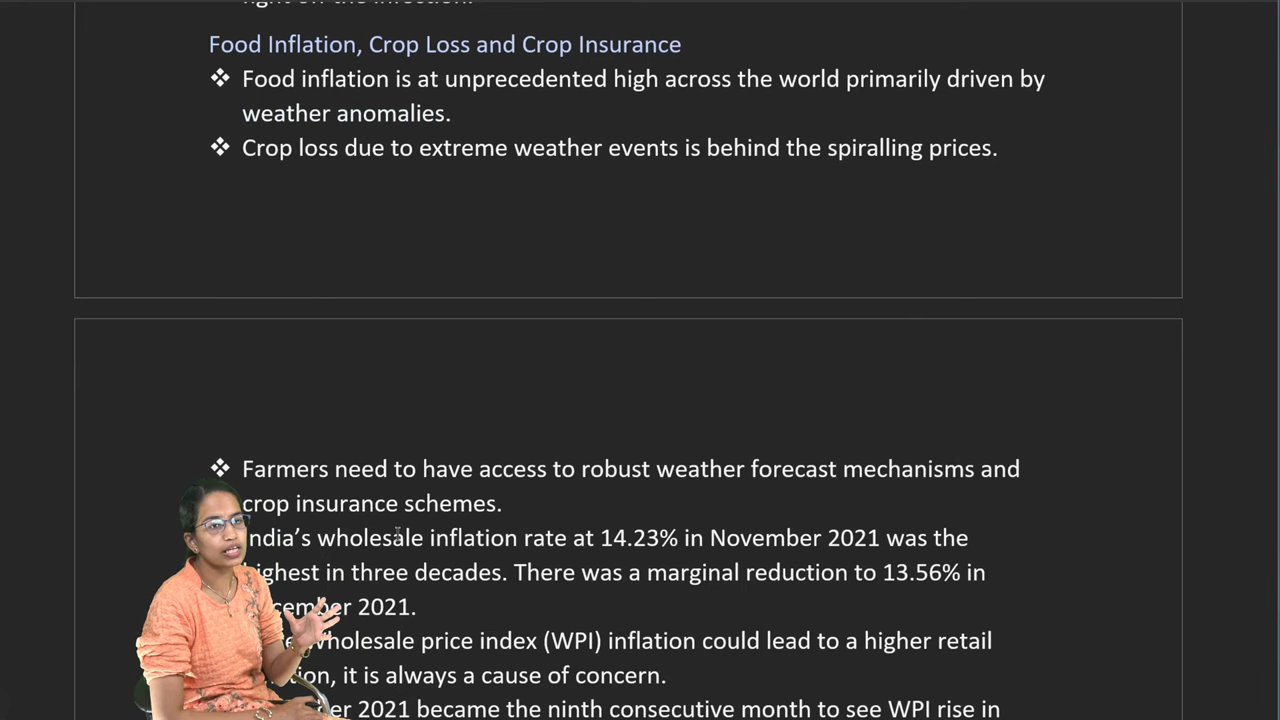 Food Inflation, Crop Loss and Crop Insurance
❖ Food inflation is at unprecedented high across the world primarily driven by
weather anomalies.
❖ Crop loss due to extreme weather events is behind the spiralling prices.
❖ Farmers need to have access to robust weather forecast mechanisms and
crop insurance schemes.
India’s wholesale inflation rate at 14.23% in November 2021 was the
highest in three decades. There was a marginal reduction to 13.56% in
2021.
wholesale price index (WPI) inflation could lead to a higher retail
it is always a cause of concern.
2021 became the ninth consecutive month to see WPI rise in